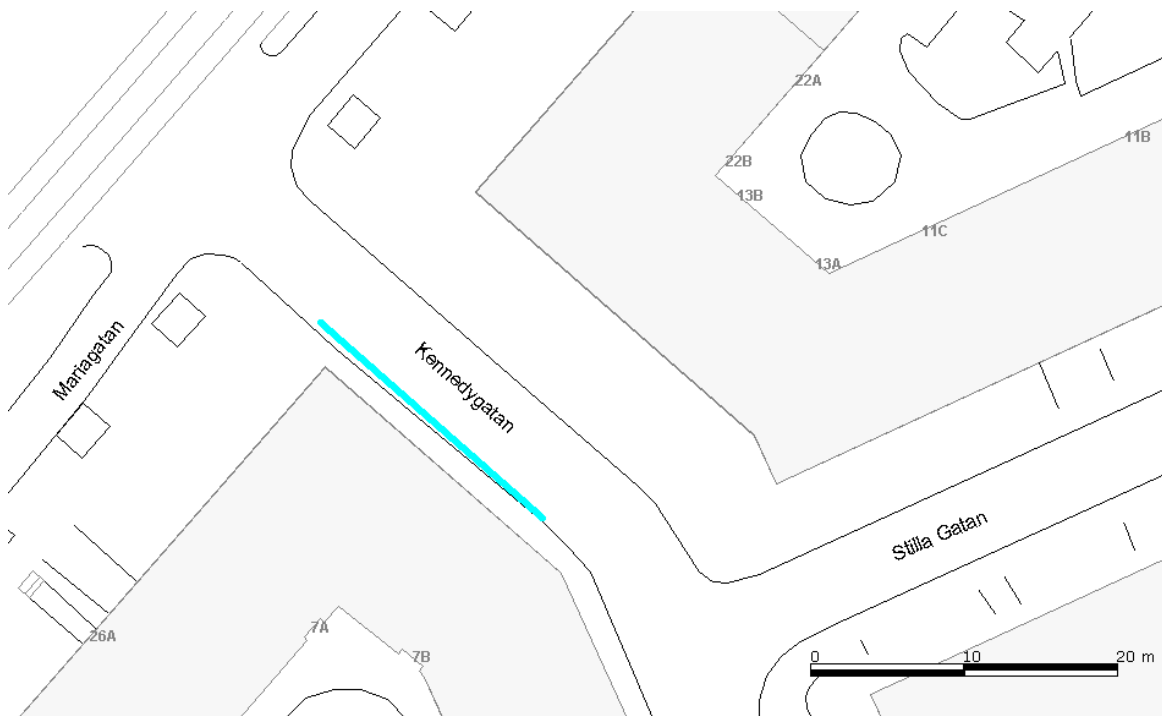 22A
11B
22B
13B
11C
13A
Mariagatan
Kennedygatan
Stilla Gatan
7A
26A
7B
0 10 20 m